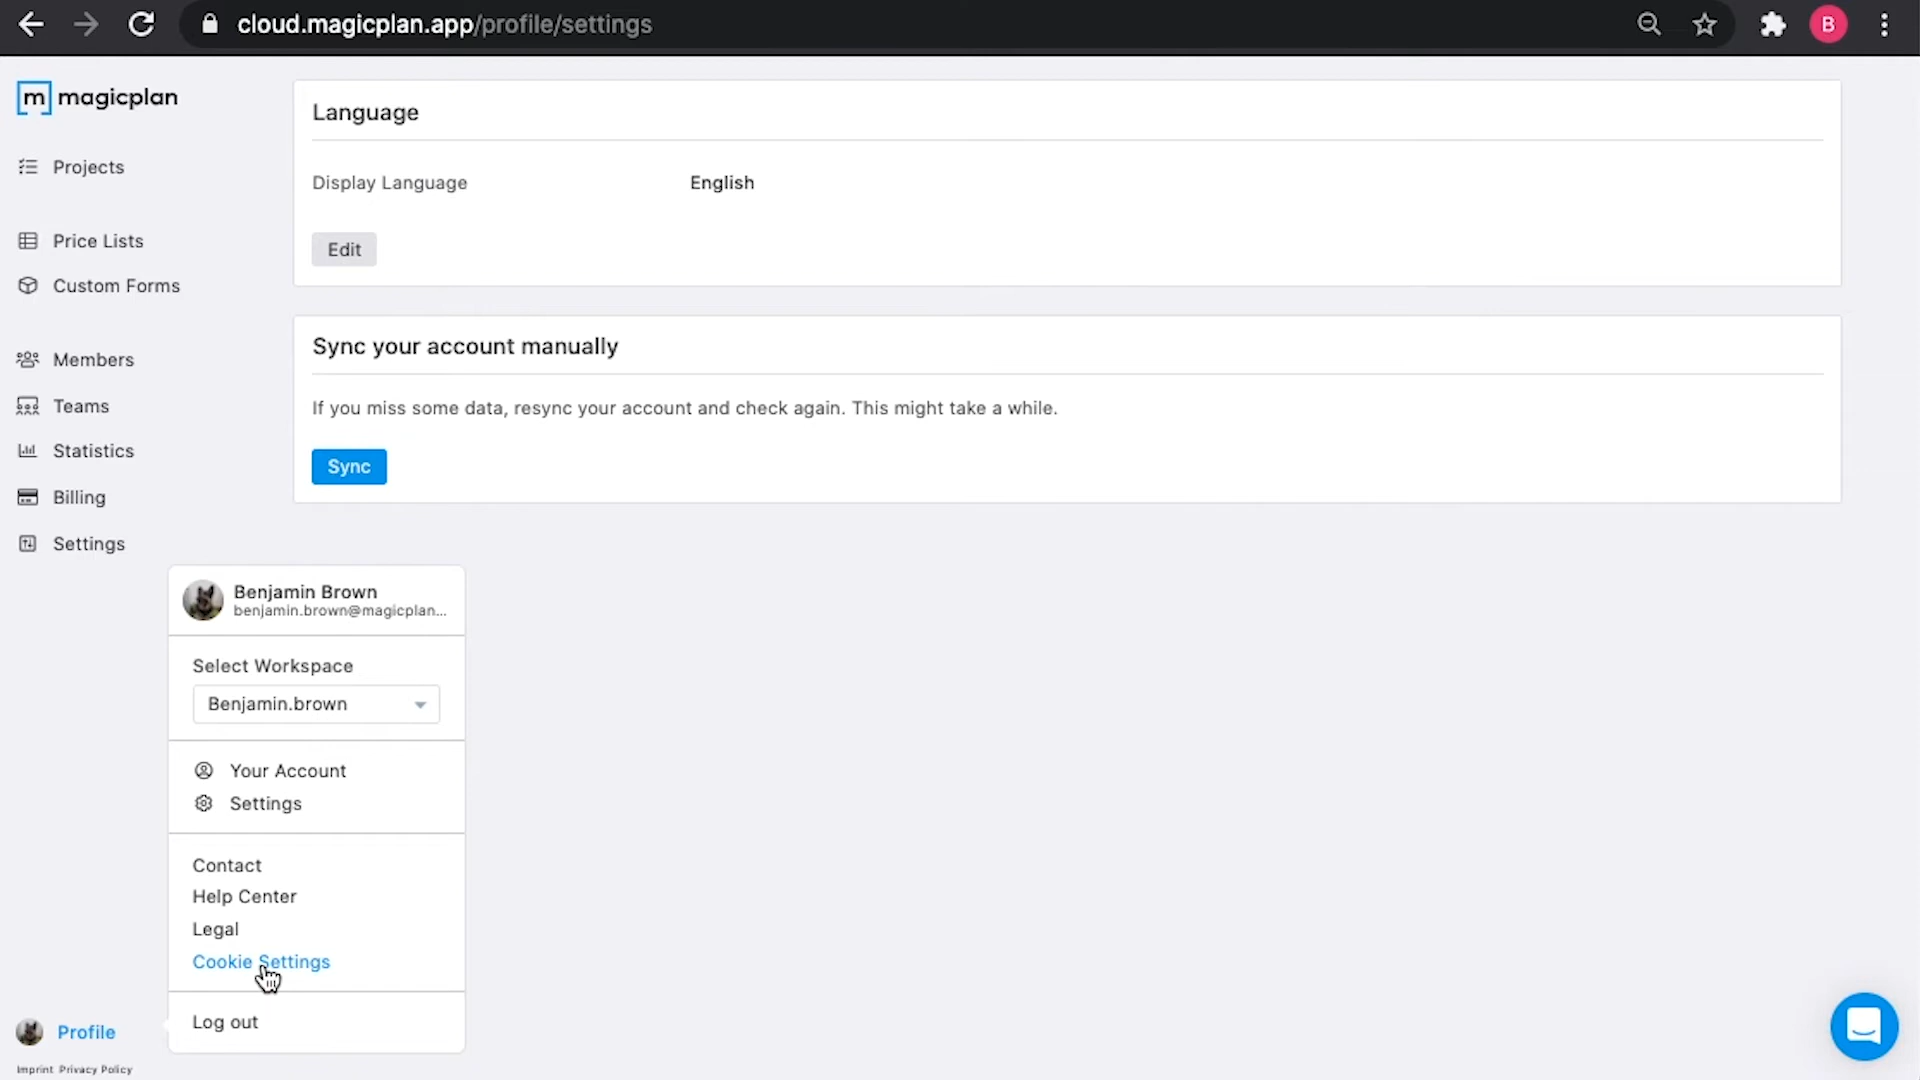 cloud.magicplan.app/profile/settings
B
m magicplan
Projects
Price Lists
Custom Forms
Members
Teams
Statistics
Billing
Settings
Language
Display Language English
Edit
Sync your account manually
If you miss some data, resync your account and check again. This might take a while.
Sync
Benjamin Brown
benjamin.brown@magicplan...
Select Workspace
Benjamin.brown
Your Account
Settings
Contact
Help Center
Legal
Cookie Settings
Log out
Profile
Imprint Privacy Policy